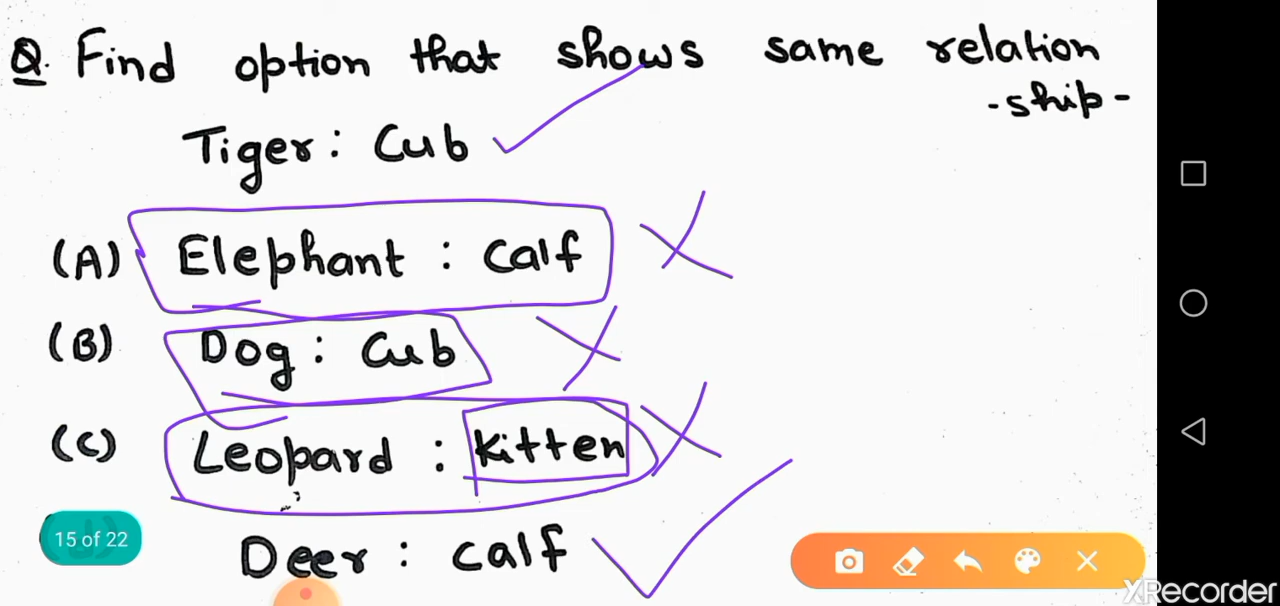 Q. Find option that shows same relation
-ship-
Tiger : Cub
(A) Elephant : Calf
(B) Dog : Cub
(C) Leopard : kitten
Deer : calf
15 of 22
XRecorder